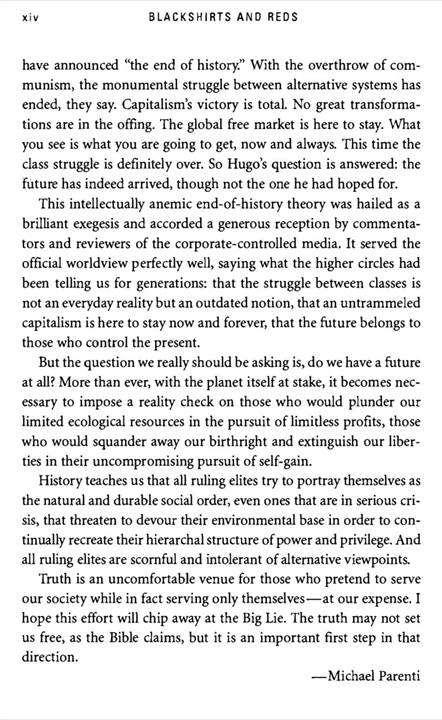 xiv BLACKSHIRTS AND REDS
have announced “the end of history.” With the overthrow of com-
munism, the monumental struggle between alternative systems has
ended, they say. Capitalism’s victory is total. No great transforma-
tions are in the offing. The global free market is here to stay. What
you see is what you are going to get, now and always. This time the
class struggle is definitely over. So Hugo’s question is answered: the
future has indeed arrived, though not the one he had hoped for.
This intellectually anemic end-of-history theory was hailed as a
brilliant exegesis and accorded a generous reception by commenta-
tors and reviewers of the corporate-controlled media. It served the
official worldview perfectly well, saying what the higher circles had
been telling us for generations: that the struggle between classes is
not an everyday reality but an outdated notion, that an untrammeled
capitalism is here to stay now and forever, that the future belongs to
those who control the present.
But the question we really should be asking is, do we have a future
at all? More than ever, with the planet itself at stake, it becomes nec-
essary to impose a reality check on those who would plunder our
limited ecological resources in the pursuit of limitless profits, those
who would squander away our birthright and extinguish our liber-
ties in their uncompromising pursuit of self-gain.
History teaches us that all ruling elites try to portray themselves as
the natural and durable social order, even ones that are in serious cri-
sis, that threaten to devour their environmental base in order to con-
tinually recreate their hierarchal structure of power and privilege. And
all ruling elites are scornful and intolerant of alternative viewpoints.
Truth is an uncomfortable venue for those who pretend to serve
our society while in fact serving only themselves—at our expense. I
hope this effort will chip away at the Big Lie. The truth may not set
us free, as the Bible claims, but it is an important first step in that
direction.
—Michael Parenti